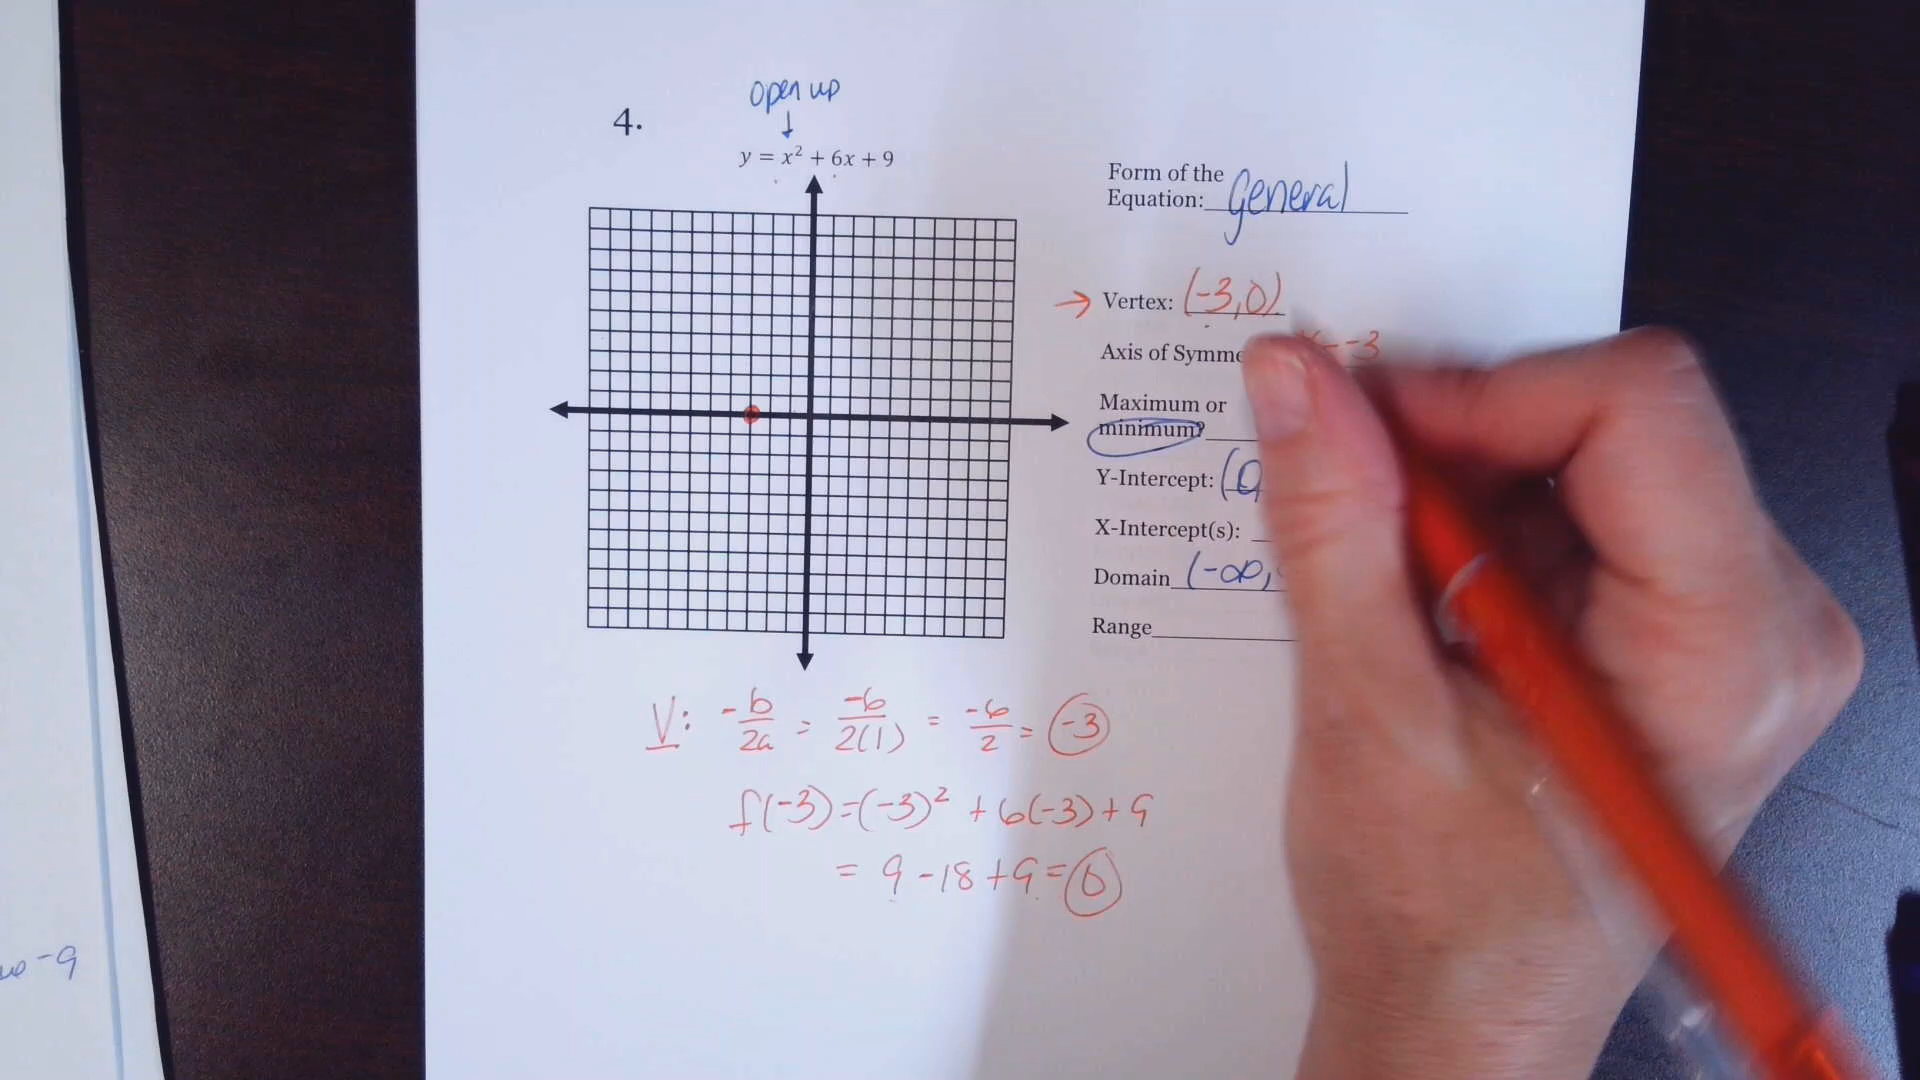 open up
4.
y = x² + 6x + 9
Form of the
Equation: general
→ Vertex: (-3,0)
Axis of Symme -3
Maximum or
minimum?
Y-Intercept: (0,
X-Intercept(s):
Domain (-∞,
Range
V: -b/2a = -6/2(1) = -6/2 = -3
f(-3) = (-3)² + 6(-3) + 9
= 9 - 18 + 9 = 0
-9